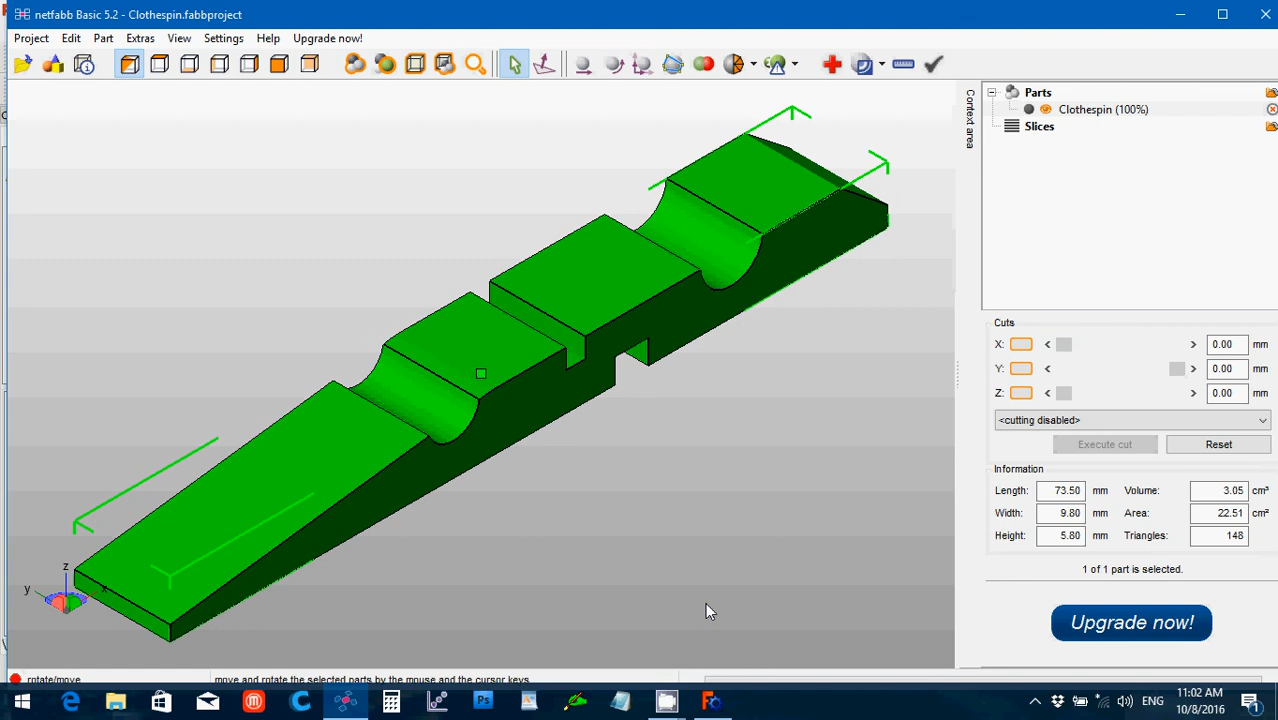 netfabb Basic 5.2 - Clothespin.fabbproject
Project Edit Part Extras View Settings Help Upgrade now!
Context area
Parts
Clothespin (100%)
Slices
Cuts
X: < > 0.00 mm
Y: < > 0.00 mm
Z: < > 0.00 mm
<cutting disabled>
Execute cut Reset
Information
Length: 73.50 mm Volume: 3.05 cm³
Width: 9.80 mm Area: 22.51 cm²
Height: 5.80 mm Triangles: 148
1 of 1 part is selected.
Upgrade now!
z
y x
rotate/move move and rotate the selected parts by the mouse and the cursor keys.
Ps
ENG
11:02 AM
10/8/2016
1